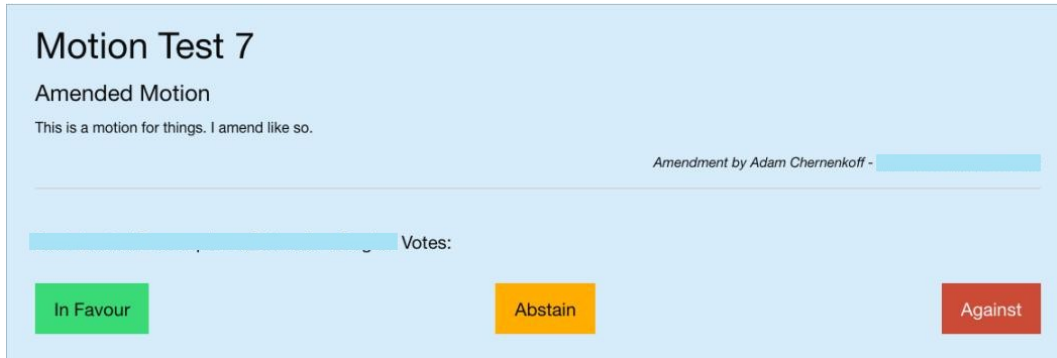 Motion Test 7
Amended Motion
This is a motion for things. I amend like so.
Amendment by Adam Chernenkoff -
Votes:
In Favour
Abstain
Against